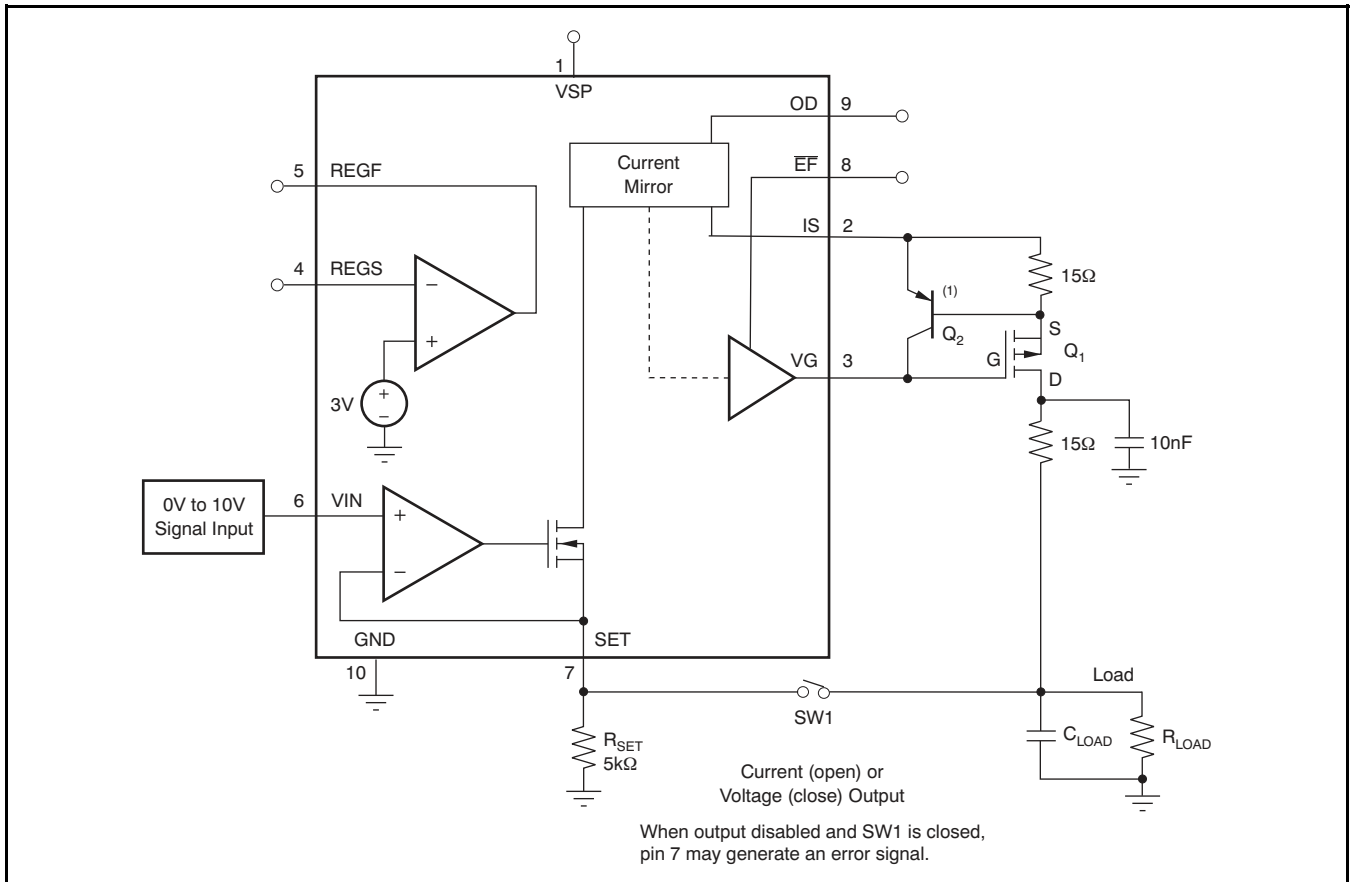 1
VSP
OD 9
Current
Mirror
EF 8
5 REGF
IS 2
4 REGS
−
+
15Ω
(1)
Q2
S
Q1
G
D
VG 3
3V
+
−
15Ω
10nF
0V to 10V
Signal Input
6 VIN
+
−
GND
SET
10
7
Load
SW1
RSET
5kΩ
CLOAD
RLOAD
Current (open) or
Voltage (close) Output
When output disabled and SW1 is closed,
pin 7 may generate an error signal.